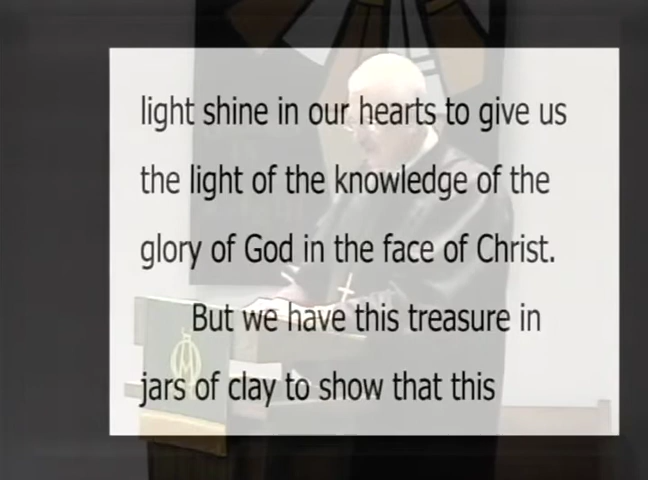 light shine in our hearts to give us
the light of the knowledge of the
glory of God in the face of Christ.
But we have this treasure in
jars of clay to show that this